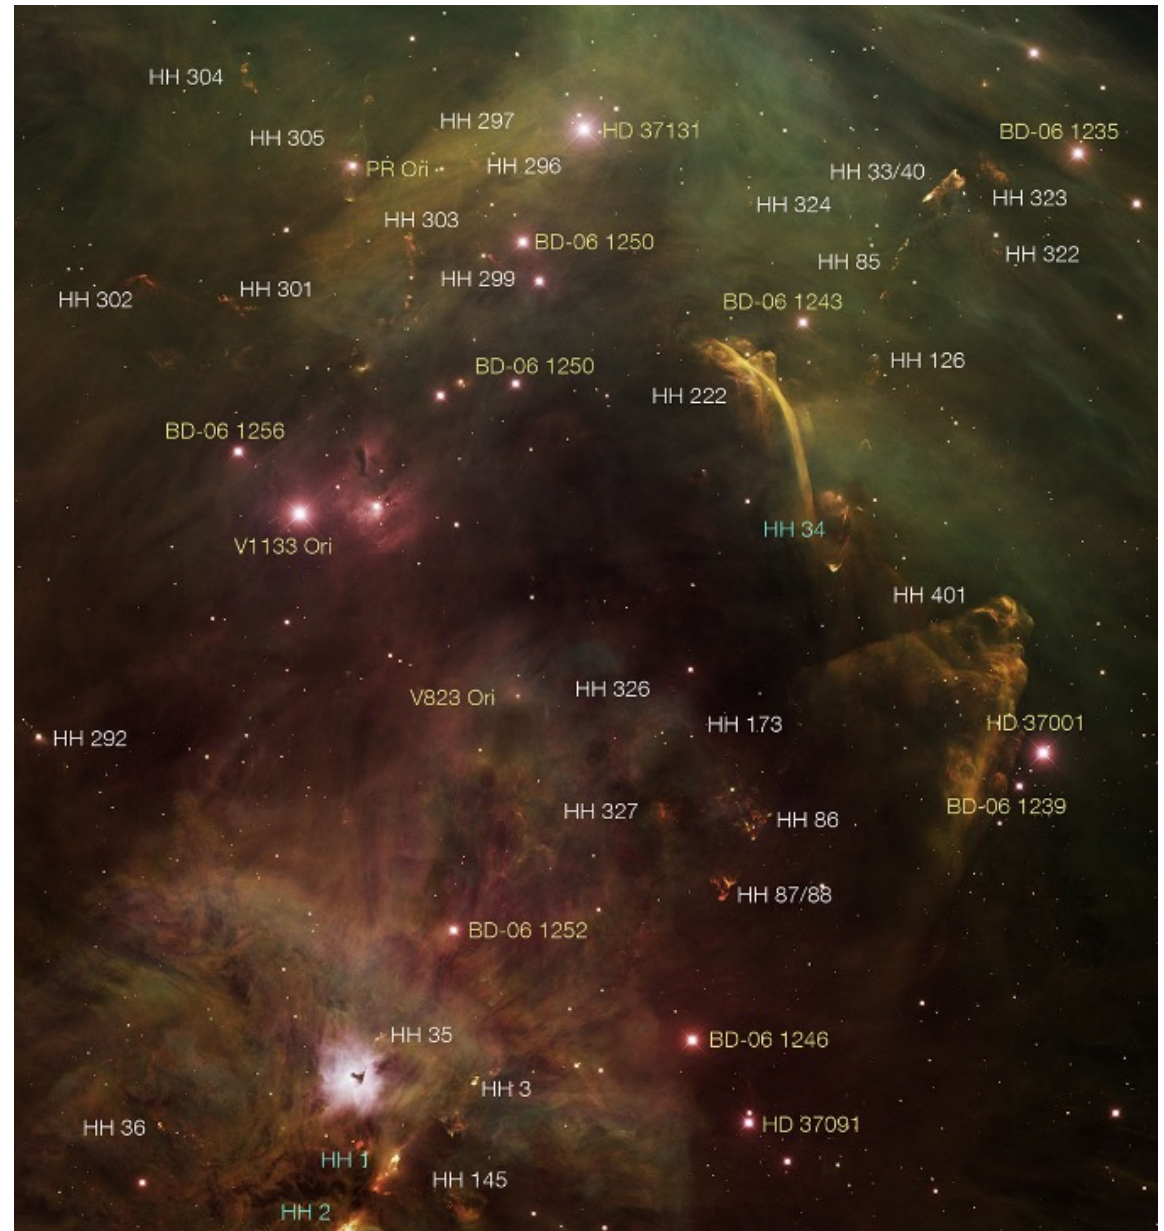 HH 304
HH 297
HD 37131
BD-06 1235
HH 305
PR Ori
HH 296
HH 33/40
HH 323
HH 324
HH 303
BD-06 1250
HH 322
HH 85
HH 299
HH 302
HH 301
BD-06 1243
HH 126
BD-06 1250
HH 222
BD-06 1256
HH 34
V1133 Ori
HH 401
HH 326
V823 Ori
HH 173
HD 37001
HH 292
BD-06 1239
HH 327
HH 86
HH 87/88
BD-06 1252
HH 35
BD-06 1246
HH 3
HD 37091
HH 36
HH 1
HH 145
HH 2